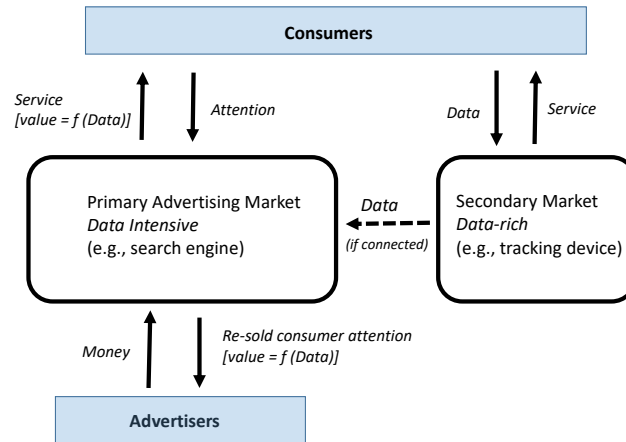 Consumers
Service
[value = f (Data)]
Attention
Data
Service
Primary Advertising Market
Data Intensive
(e.g., search engine)
Data
(if connected)
Secondary Market
Data-rich
(e.g., tracking device)
Money
Re-sold consumer attention
[value = f (Data)]
Advertisers